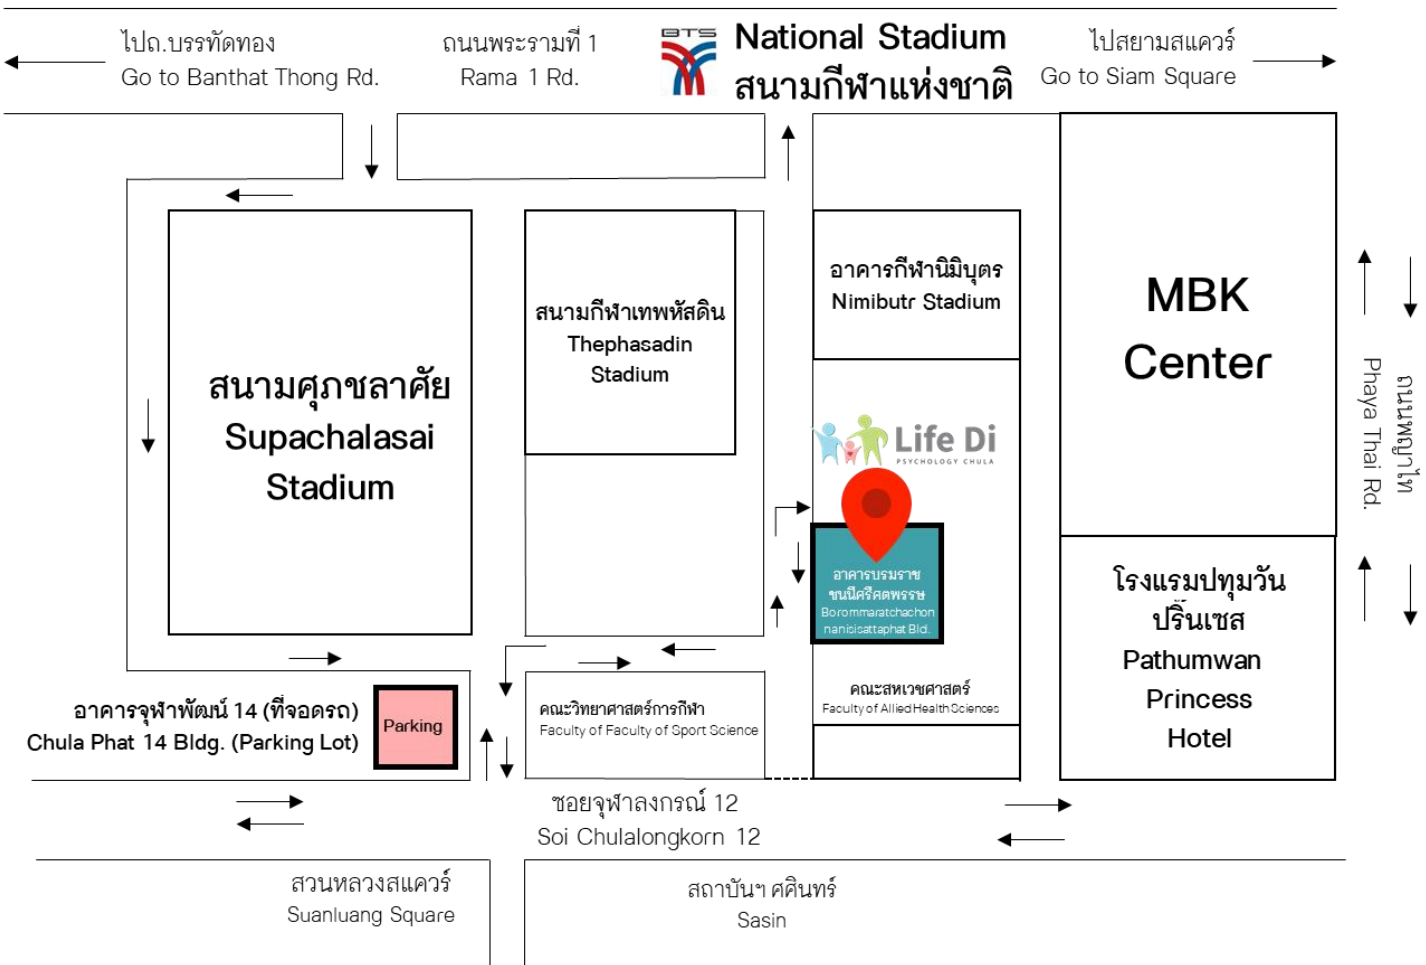 ไปถ.บรรทัดทอง
Go to Banthat Thong Rd.
ถนนพระรามที่ 1
Rama 1 Rd.
BTS
National Stadium
สนามกีฬาแห่งชาติ
ไปสยามสแควร์
Go to Siam Square
สนามศุภชลาศัย
Supachalasai
Stadium
สนามกีฬาเทพหัสดิน
Thephasadin
Stadium
อาคารกีฬานิมิบุตร
Nimibutr Stadium
MBK
Center
ถนนพญาไท
Phaya Thai Rd.
Life Di
PSYCHOLOGY CHULA
อาคารบรมราช
ชนนีศรีศตพรรษ
Borommaratchachon
nanisisattaphat Bld.
โรงแรมปทุมวัน
ปริ๊นเซส
Pathumwan
Princess
Hotel
อาคารจุฬาพัฒน์ 14 (ที่จอดรถ)
Chula Phat 14 Bldg. (Parking Lot)
Parking
คณะวิทยาศาสตร์การกีฬา
Faculty of Faculty of Sport Science
คณะสหเวชศาสตร์
Faculty of Allied Health Sciences
ซอยจุฬาลงกรณ์ 12
Soi Chulalongkorn 12
สวนหลวงสแควร์
Suanluang Square
สถาบันฯ ศศินทร์
Sasin